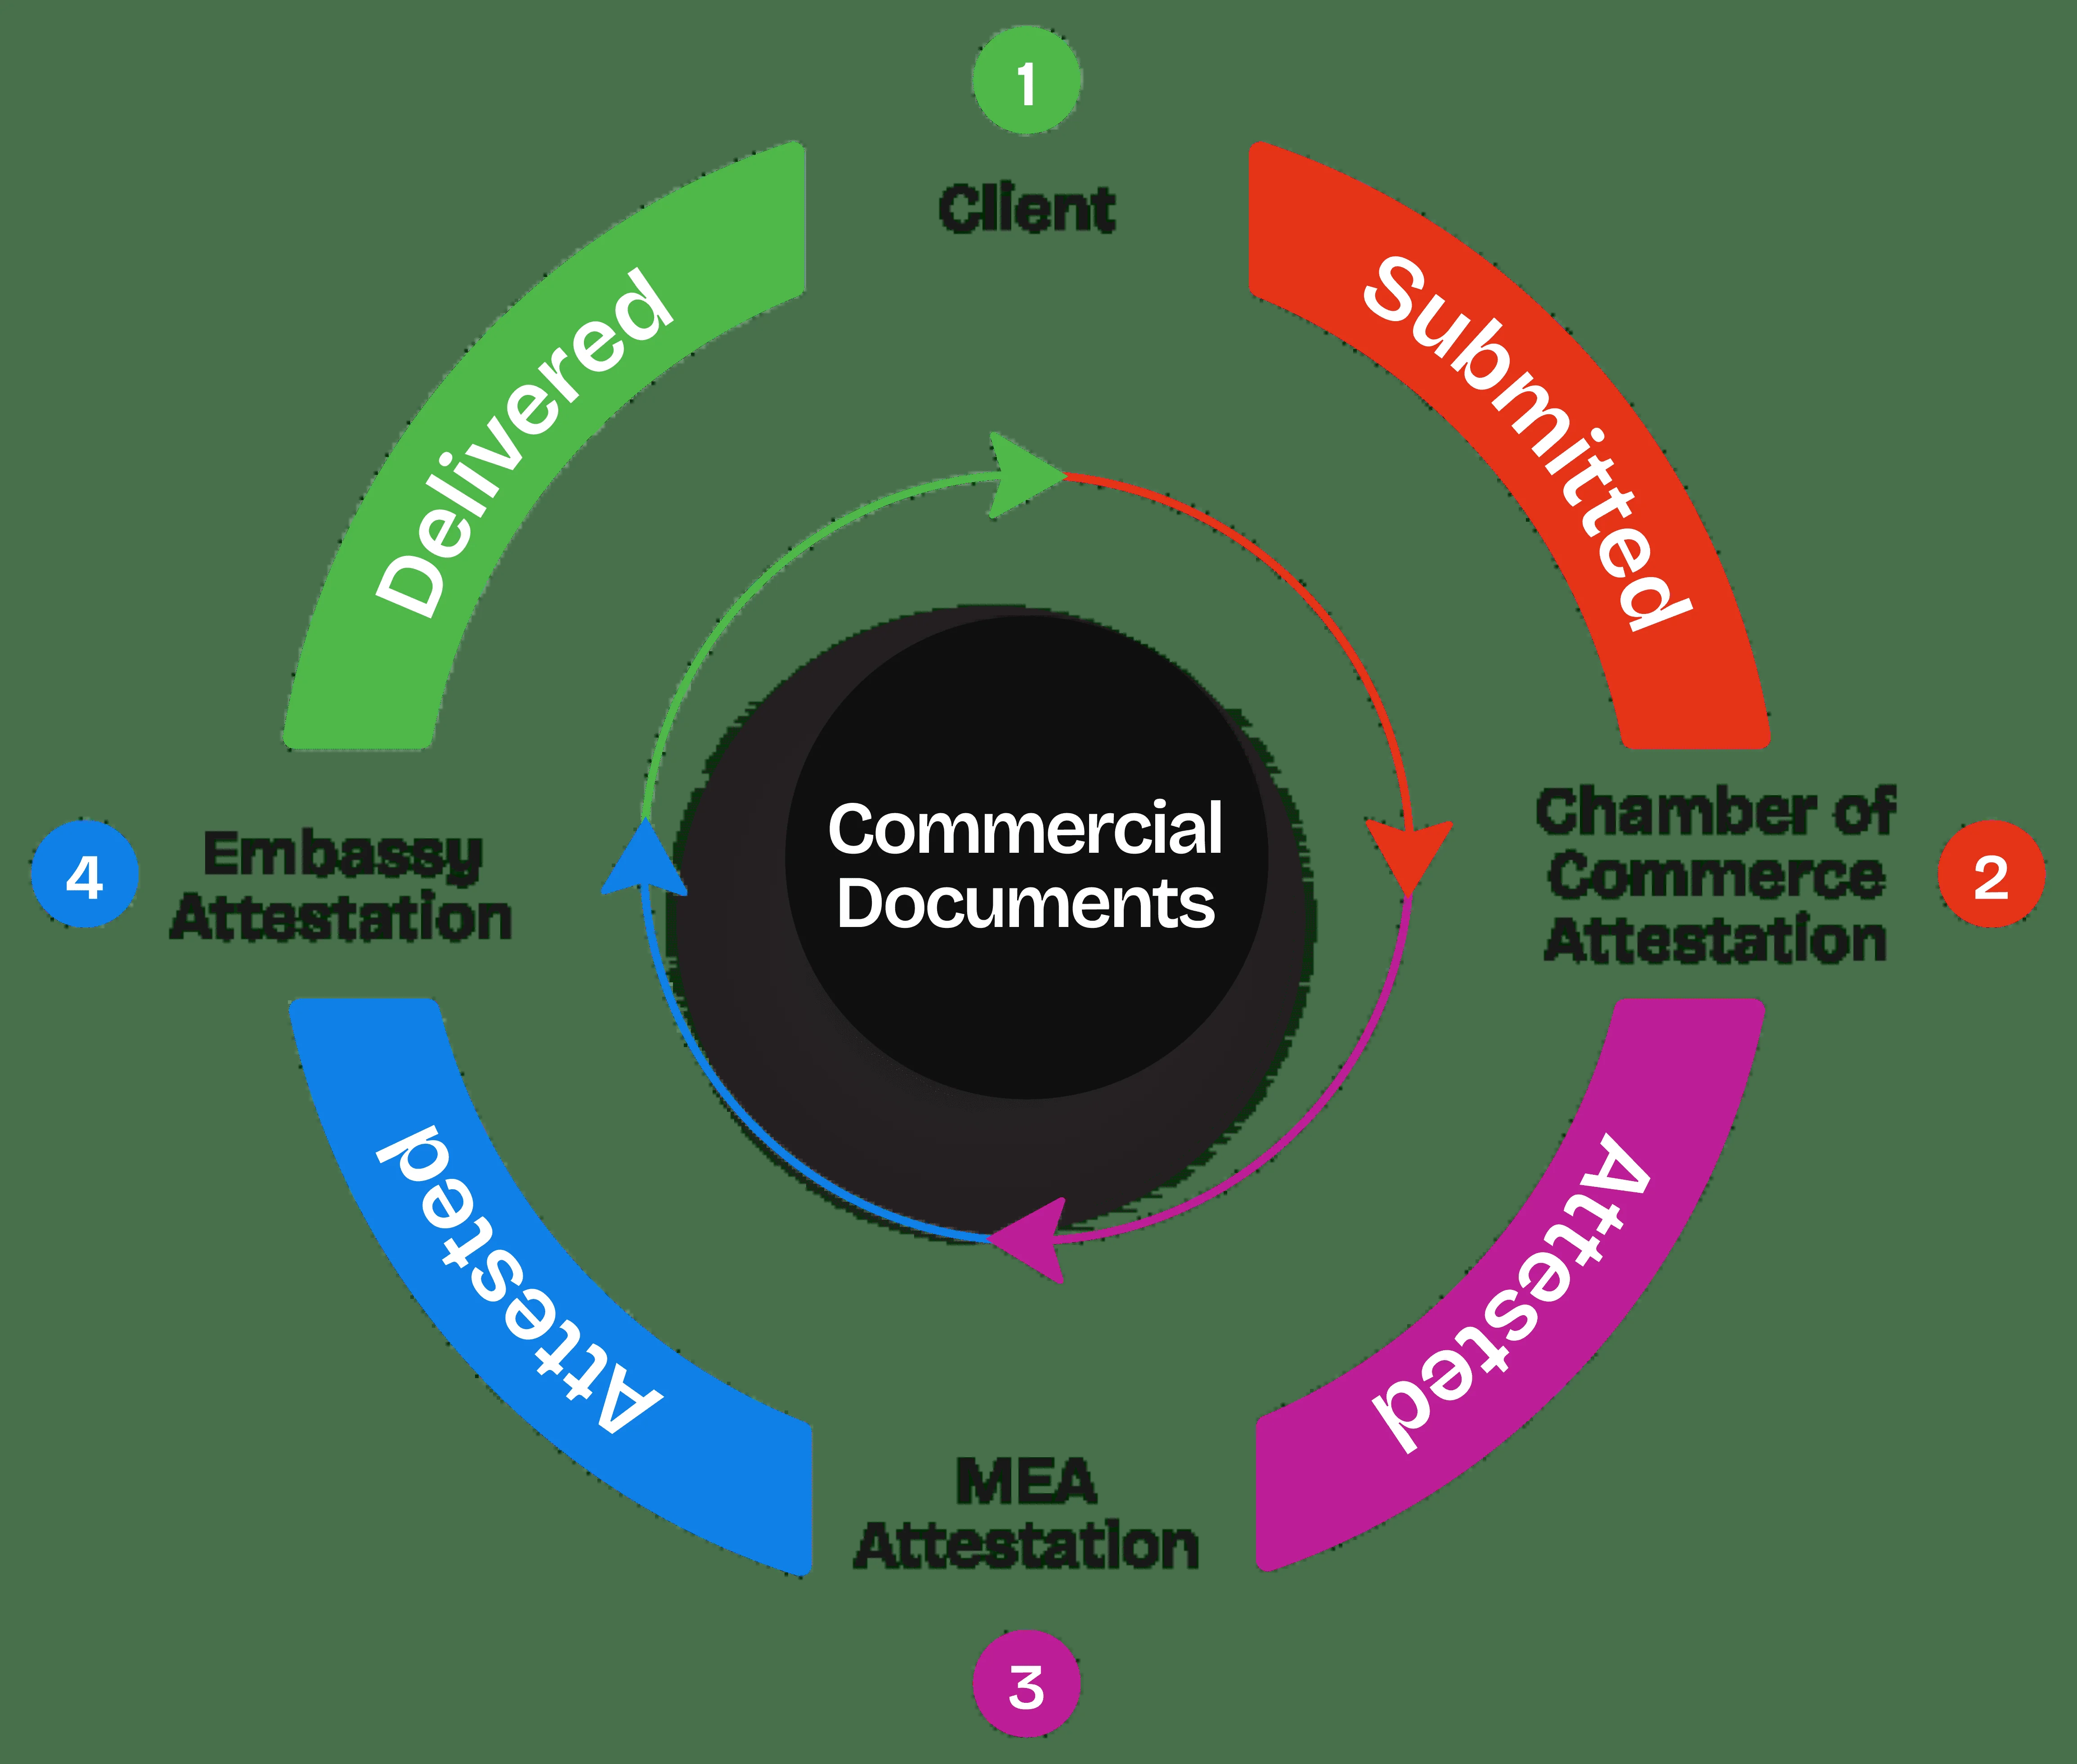 1
Client
Submitted
Chamber of
Commerce
Attestation
2
Attested
MEA
Attestation
3
Attested
Embassy
Attestation
4
Delivered
Commercial
Documents